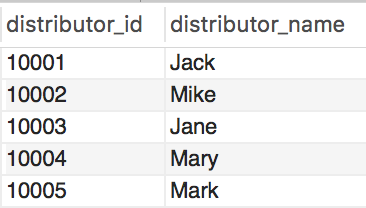 distributor_id distributor_name
10001 Jack
10002 Mike
10003 Jane
10004 Mary
10005 Mark